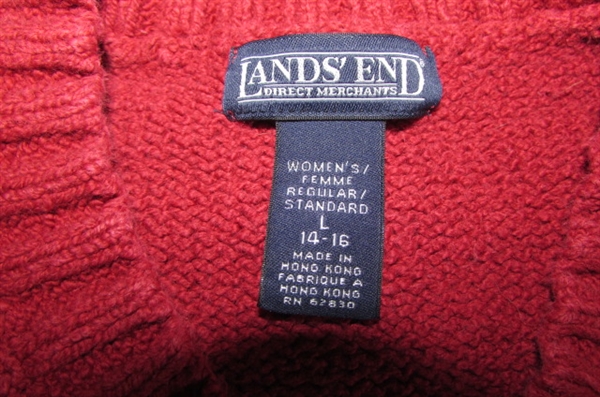 LANDS' END
DIRECT MERCHANTS
WOMEN'S/
FEMME
REGULAR/
STANDARD
L
14-16
MADE IN
HONG KONG
FABRIQUE A
HONG KONG
RN 62830